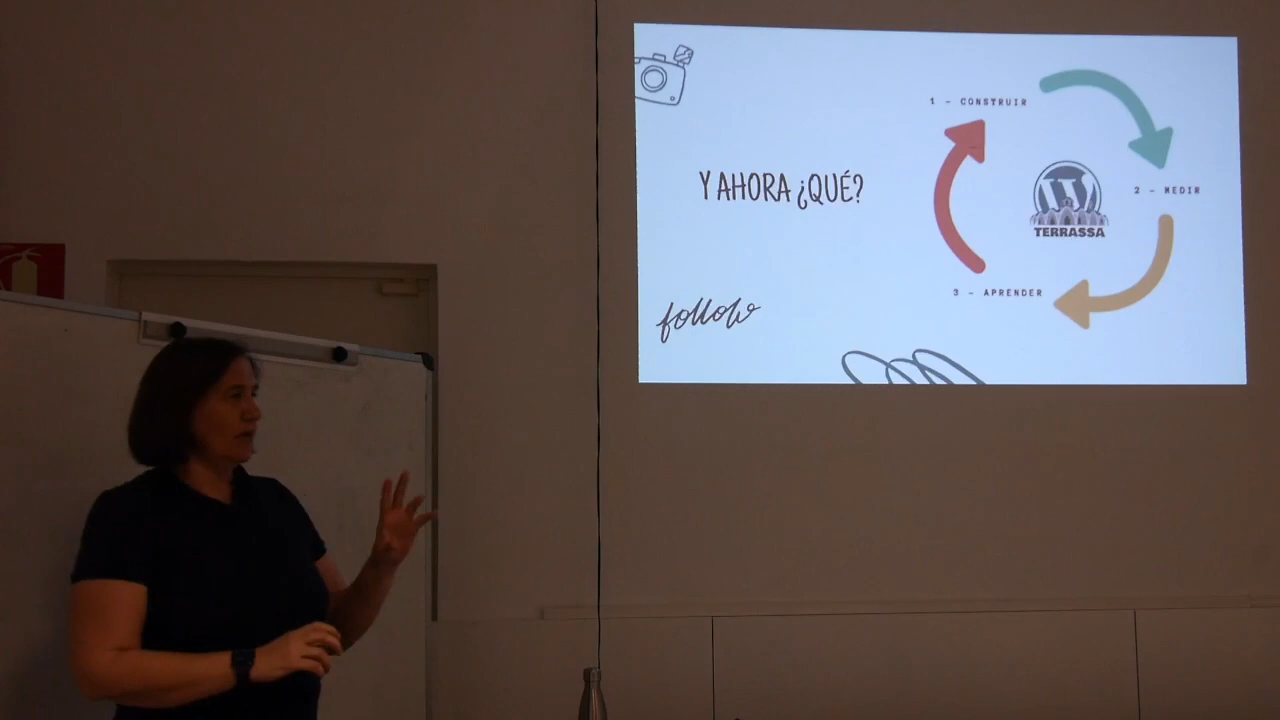 1 - CONSTRUIR
Y AHORA ¿QUÉ?
2 - MEDIR
TERRASSA
3 - APRENDER
follow